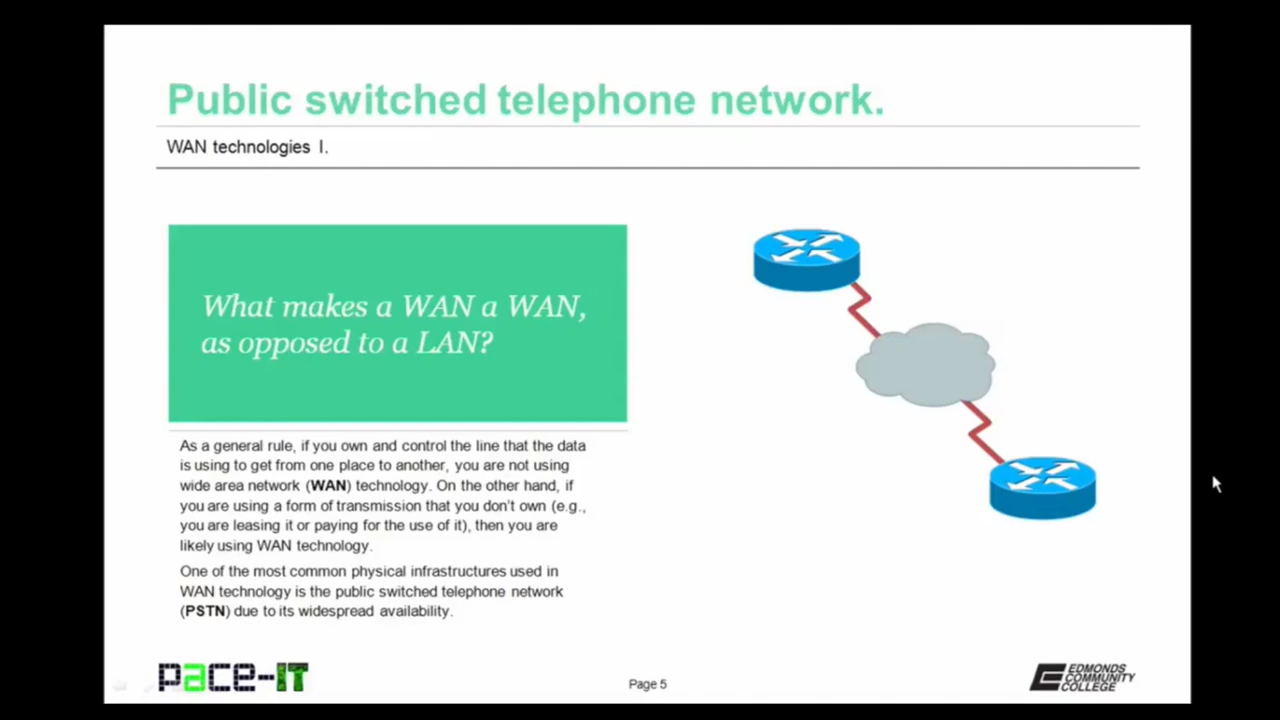 Public switched telephone network.
WAN technologies I.
What makes a WAN a WAN,
as opposed to a LAN?
As a general rule, if you own and control the line that the data
is using to get from one place to another, you are not using
wide area network (WAN) technology. On the other hand, if
you are using a form of transmission that you don't own (e.g.,
you are leasing it or paying for the use of it), then you are
likely using WAN technology.
One of the most common physical infrastructures used in
WAN technology is the public switched telephone network
(PSTN) due to its widespread availability.
pace-IT
Page 5
EDMONDS
COMMUNITY
COLLEGE